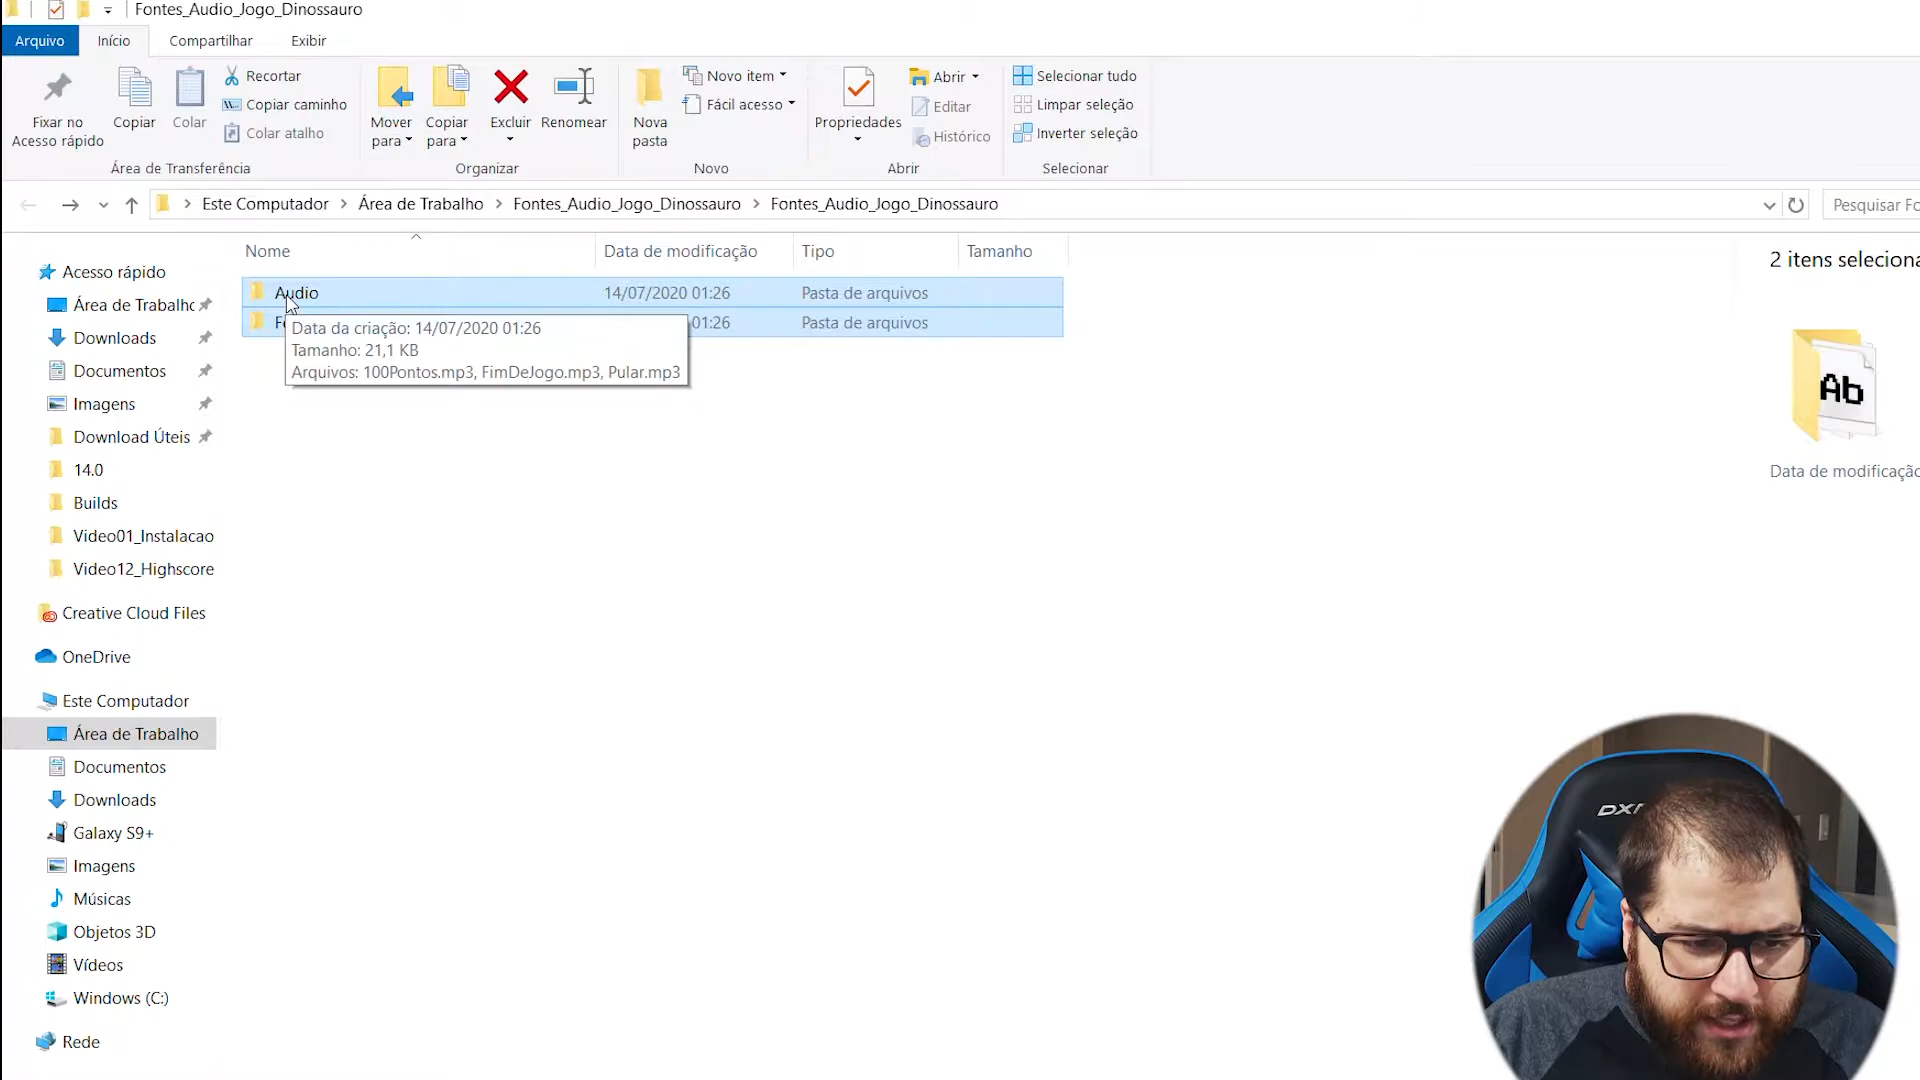 Fontes_Audio_Jogo_Dinossauro
Arquivo
Início
Compartilhar
Exibir
Fixar no
Acesso rápido
Copiar
Colar
Recortar
Copiar caminho
Colar atalho
Área de Transferência
Mover
para
Copiar
para
Excluir
Renomear
Organizar
Nova
pasta
Novo item
Fácil acesso
Novo
Propriedades
Abrir
Editar
Histórico
Abrir
Selecionar tudo
Limpar seleção
Inverter seleção
Selecionar
Este Computador > Área de Trabalho > Fontes_Audio_Jogo_Dinossauro > Fontes_Audio_Jogo_Dinossauro
Pesquisar Fo
Nome
Data de modificação
Tipo
Tamanho
Audio
14/07/2020 01:26
Pasta de arquivos
01:26
Pasta de arquivos
Data da criação: 14/07/2020 01:26
Tamanho: 21,1 KB
Arquivos: 100Pontos.mp3, FimDeJogo.mp3, Pular.mp3
Acesso rápido
Área de Trabalho
Downloads
Documentos
Imagens
Download Úteis
14.0
Builds
Video01_Instalacao
Video12_Highscore
Creative Cloud Files
OneDrive
Este Computador
Área de Trabalho
Documentos
Downloads
Galaxy S9+
Imagens
Músicas
Objetos 3D
Vídeos
Windows (C:)
Rede
2 itens seleciona
Ab
Data de modificaçã